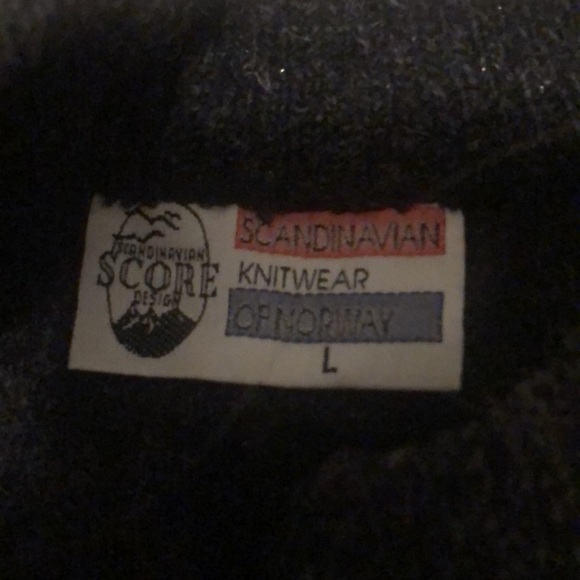 SCANDINAVIAN
SCORE
DESIGN
SCANDINAVIAN
KNITWEAR
OF NORWAY
L